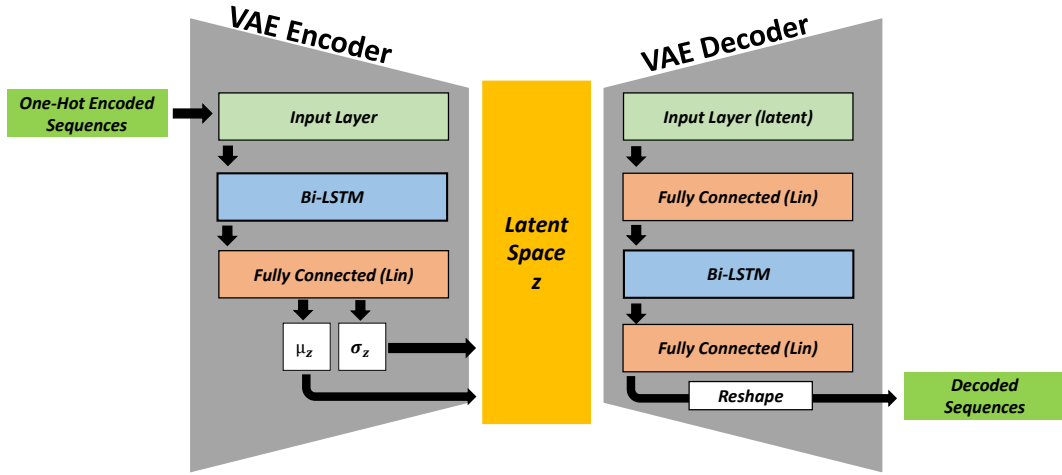 VAE Encoder
One-Hot Encoded
Sequences
Input Layer
Bi-LSTM
Fully Connected (Lin)
μz
σz
Latent
Space
z
VAE Decoder
Input Layer (latent)
Fully Connected (Lin)
Bi-LSTM
Fully Connected (Lin)
Reshape
Decoded
Sequences